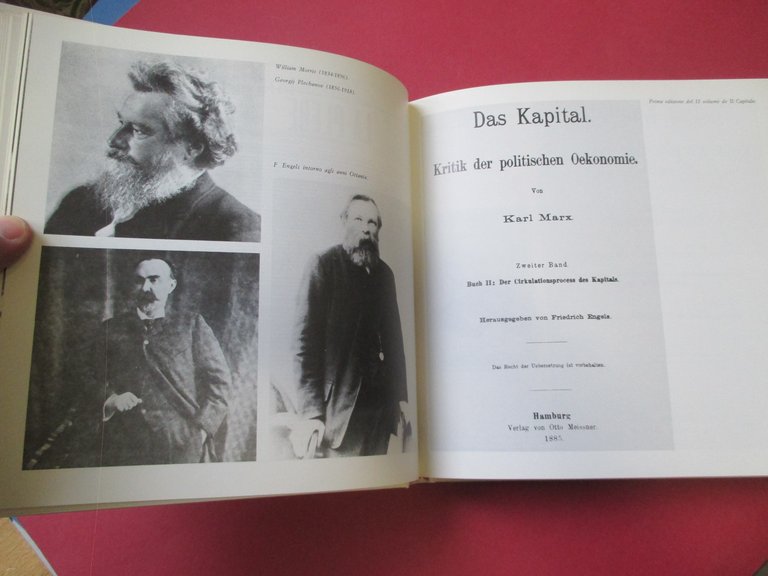 William Morris (1834-1896).
Georgij Plechanov (1856-1918).
F. Engels intorno agli anni Ottanta.
Prima edizione del II volume de Il Capitale.
Das Kapital.
Kritik der politischen Oekonomie.
Von
Karl Marx.
Zweiter Band.
Buch II: Der Cirkulationsprocess des Kapitals.
Herausgegeben von Friedrich Engels.
Das Recht der Uebersetzung ist vorbehalten.
Hamburg
Verlag von Otto Meissner.
1885.